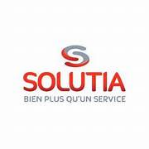 SOLUTIA
BIEN PLUS QU'UN SERVICE